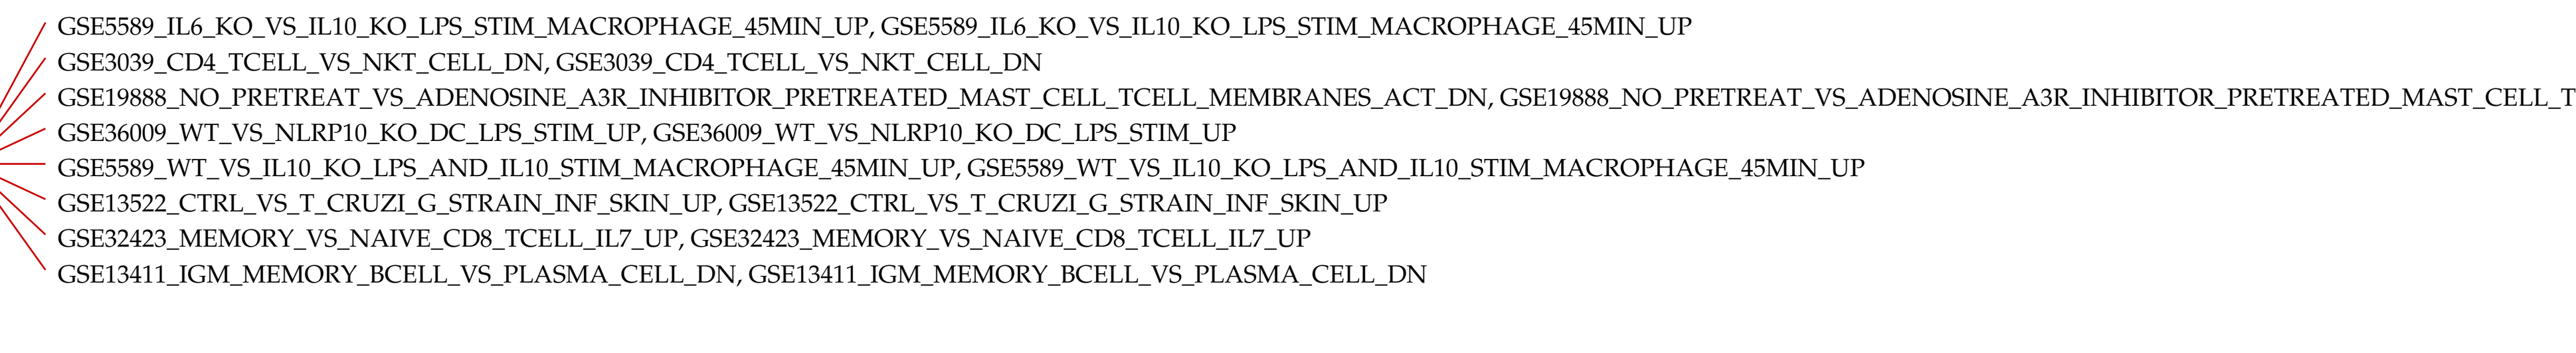 GSE5589_IL6_KO_VS_IL10_KO_LPS_STIM_MACROPHAGE_45MIN_UP, GSE5589_IL6_KO_VS_IL10_KO_LPS_STIM_MACROPHAGE_45MIN_UP
GSE3039_CD4_TCELL_VS_NKT_CELL_DN, GSE3039_CD4_TCELL_VS_NKT_CELL_DN
GSE19888_NO_PRETREAT_VS_ADENOSINE_A3R_INHIBITOR_PRETREATED_MAST_CELL_TCELL_MEMBRANES_ACT_DN, GSE19888_NO_PRETREAT_VS_ADENOSINE_A3R_INHIBITOR_PRETREATED_MAST_CELL_T
GSE36009_WT_VS_NLRP10_KO_DC_LPS_STIM_UP, GSE36009_WT_VS_NLRP10_KO_DC_LPS_STIM_UP
GSE5589_WT_VS_IL10_KO_LPS_AND_IL10_STIM_MACROPHAGE_45MIN_UP, GSE5589_WT_VS_IL10_KO_LPS_AND_IL10_STIM_MACROPHAGE_45MIN_UP
GSE13522_CTRL_VS_T_CRUZI_G_STRAIN_INF_SKIN_UP, GSE13522_CTRL_VS_T_CRUZI_G_STRAIN_INF_SKIN_UP
GSE32423_MEMORY_VS_NAIVE_CD8_TCELL_IL7_UP, GSE32423_MEMORY_VS_NAIVE_CD8_TCELL_IL7_UP
GSE13411_IGM_MEMORY_BCELL_VS_PLASMA_CELL_DN, GSE13411_IGM_MEMORY_BCELL_VS_PLASMA_CELL_DN